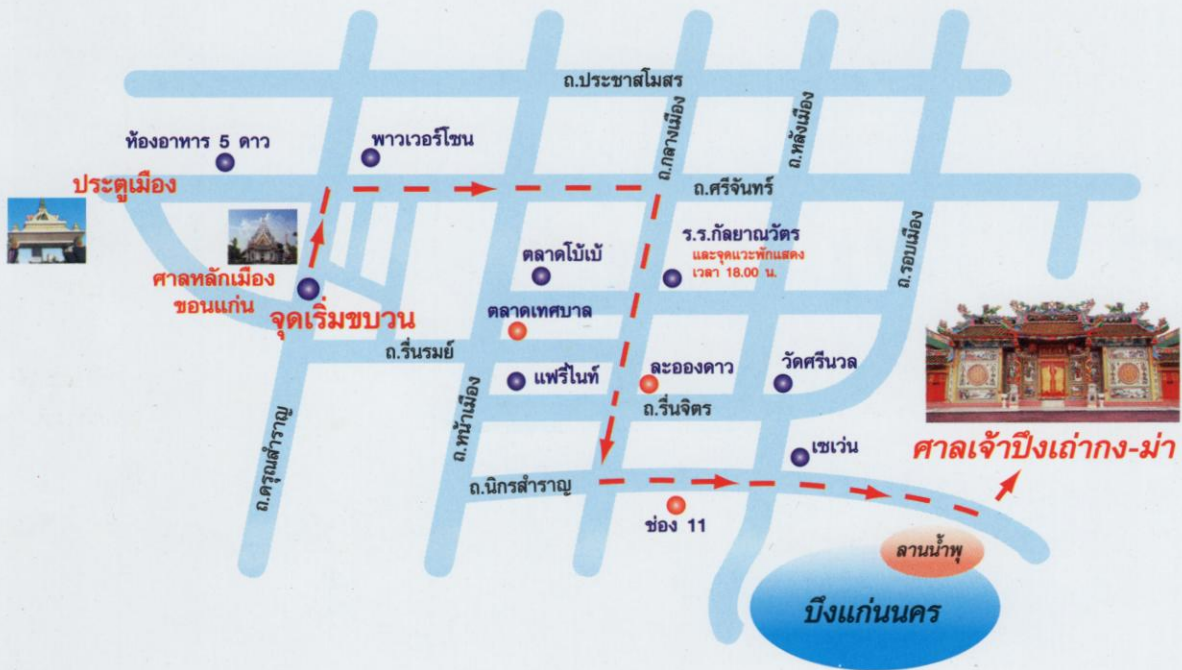 ถ.ประชาสโมสร
ห้องอาหาร 5 ดาว
พาวเวอร์โซน
ถ.กลางเมือง
ถ.หลังเมือง
ประตูเมือง
ถ.ศรีจันทร์
ร.ร.กัลยาณวัตร
และจุดแวะพักแสดง
เวลา 18.00 น.
ถ.รอบเมือง
ตลาดโบ้เบ้
ศาลหลักเมือง
ขอนแก่น
จุดเริ่มขบวน
ตลาดเทศบาล
ถ.รื่นรมย์
แฟรี่ไนท์
ละอองดาว
วัดศรีนวล
ถ.รื่นจิตร
ถ.หน้าเมือง
ถ.ดรุณสำราญ
เซเว่น
ศาลเจ้าปึงเถ่ากง-ม่า
ถ.นิกรสำราญ
ช่อง 11
ลานน้ำพุ
บึงแก่นนคร